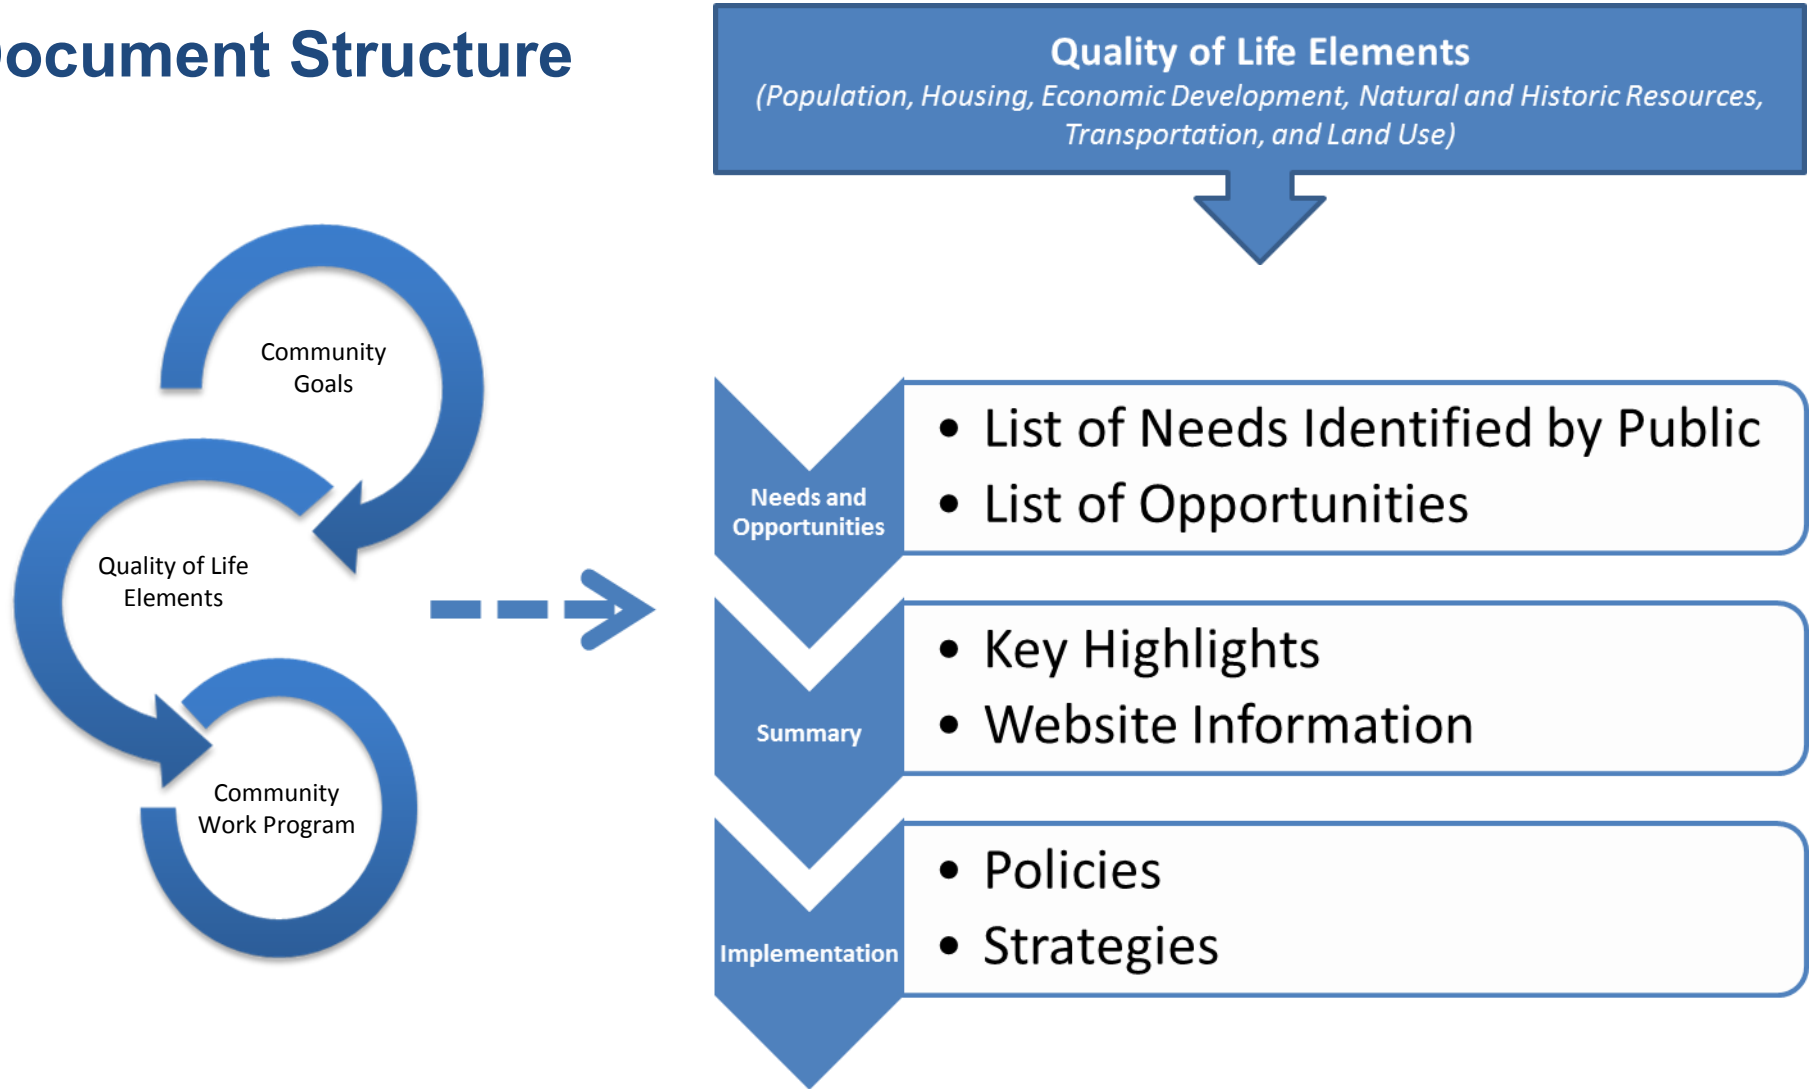 Document Structure
Quality of Life Elements
(Population, Housing, Economic Development, Natural and Historic Resources,
Transportation, and Land Use)
Community
Goals
Quality of Life
Elements
Community
Work Program
Needs and
Opportunities
• List of Needs Identified by Public
• List of Opportunities
Summary
• Key Highlights
• Website Information
Implementation
• Policies
• Strategies